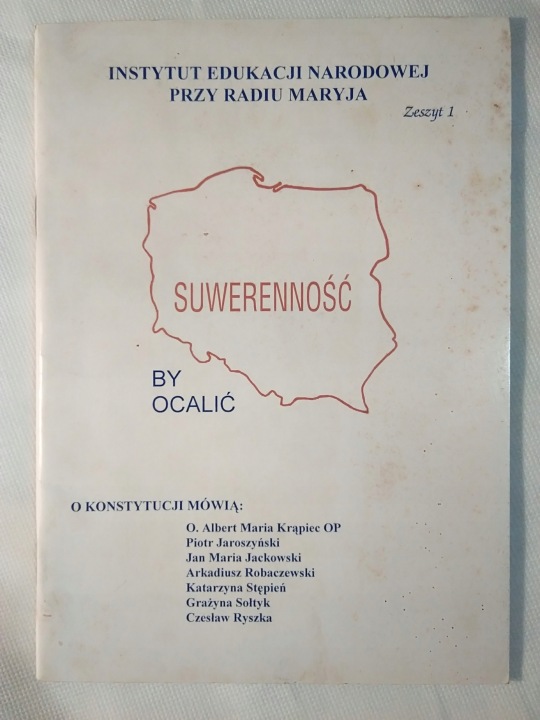 INSTYTUT EDUKACJI NARODOWEJ
PRZY RADIU MARYJA
Zeszyt 1
SUWERENNOŚĆ
BY
OCALIĆ
O KONSTYTUCJI MÓWIĄ:
O. Albert Maria Krąpiec OP
Piotr Jaroszyński
Jan Maria Jackowski
Arkadiusz Robaczewski
Katarzyna Stępień
Grażyna Sołtyk
Czesław Ryszka